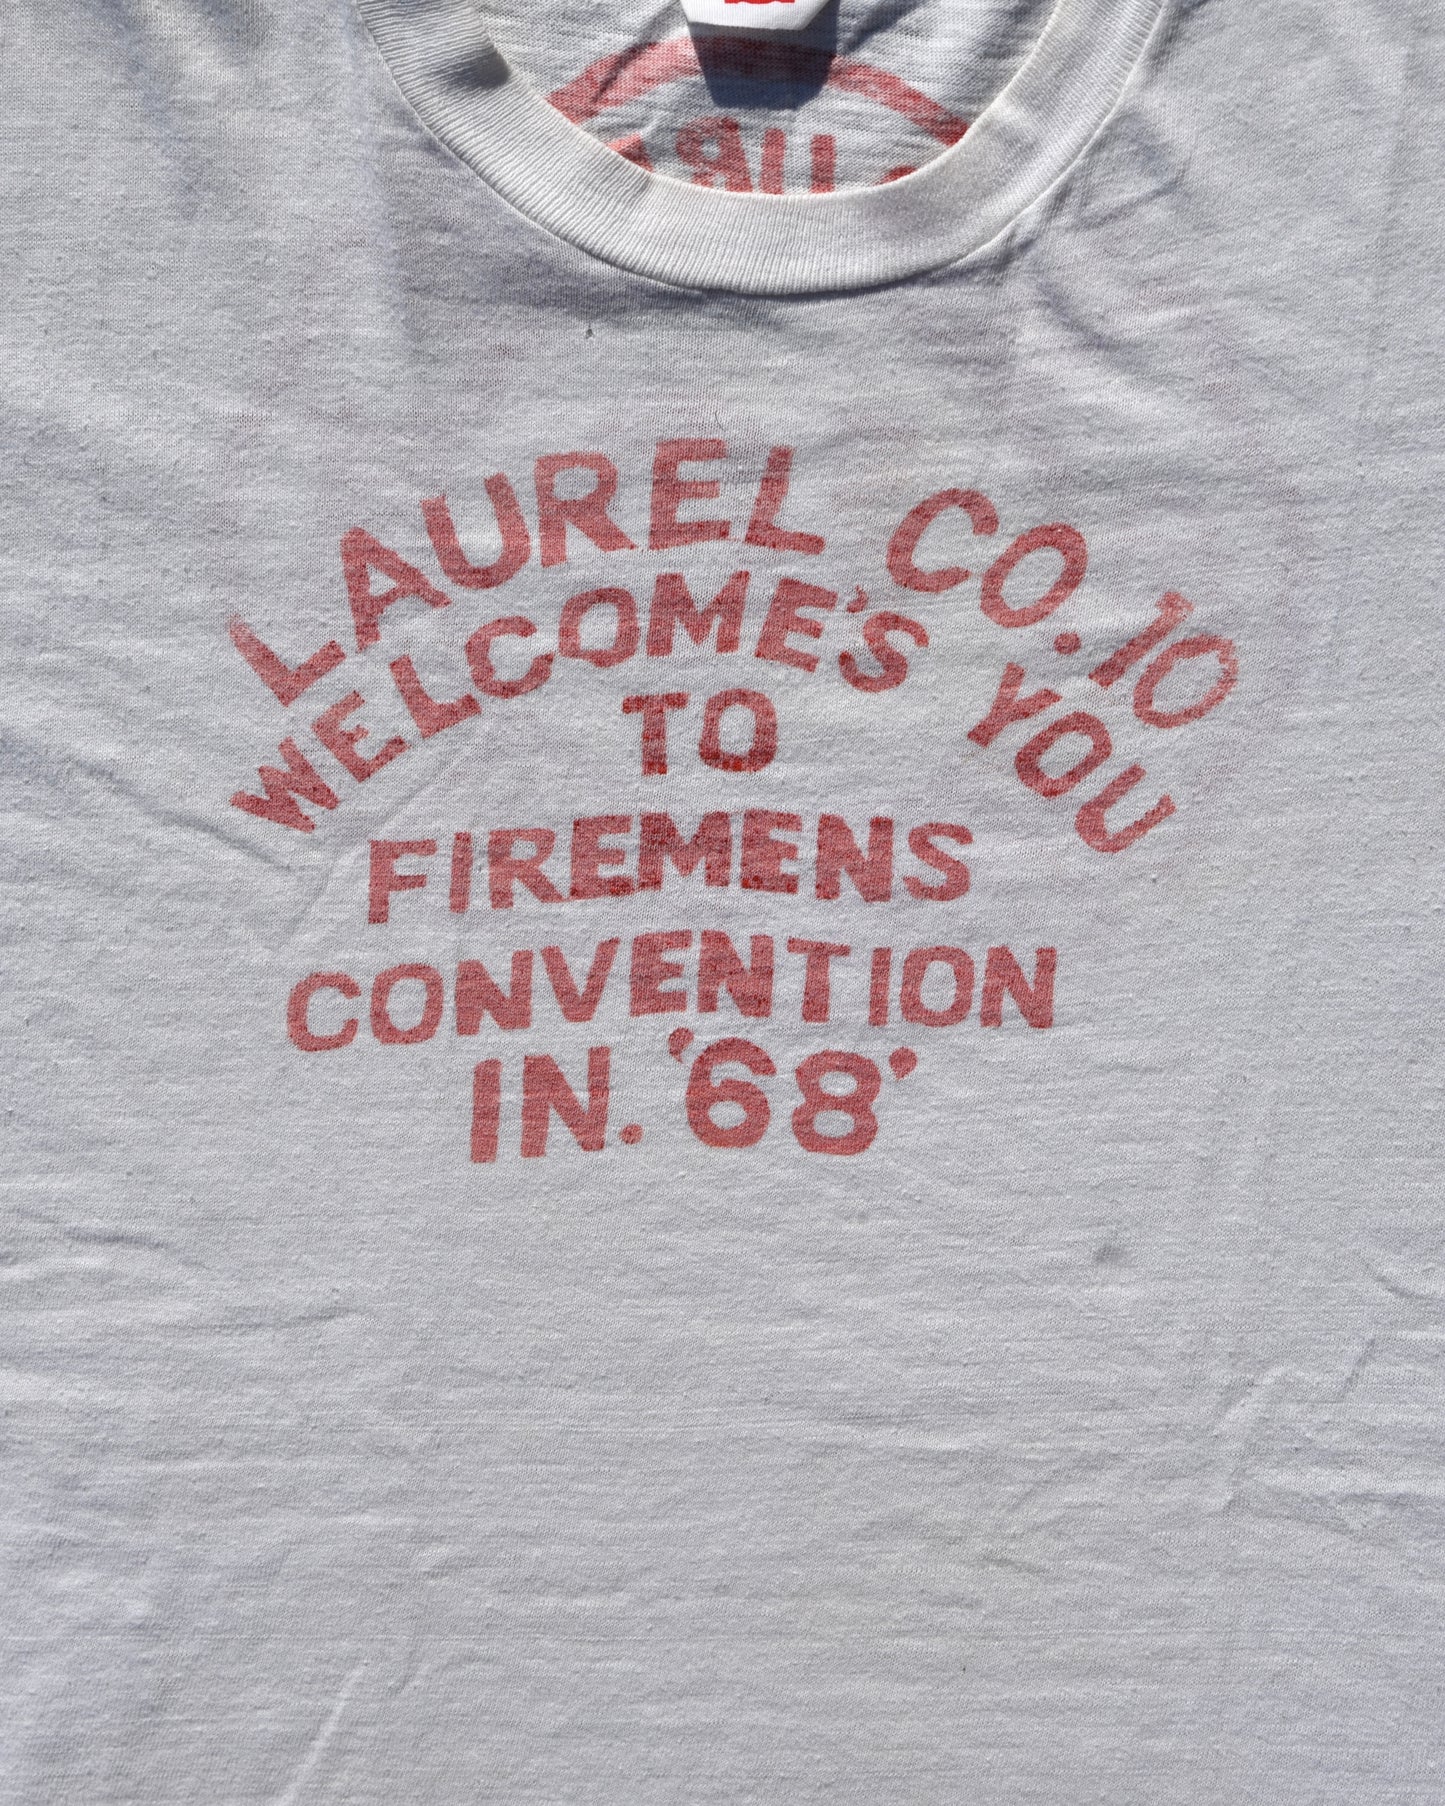 LAUREL CO. 10
WELCOME'S YOU
TO
FIREMENS
CONVENTION
IN. '68'